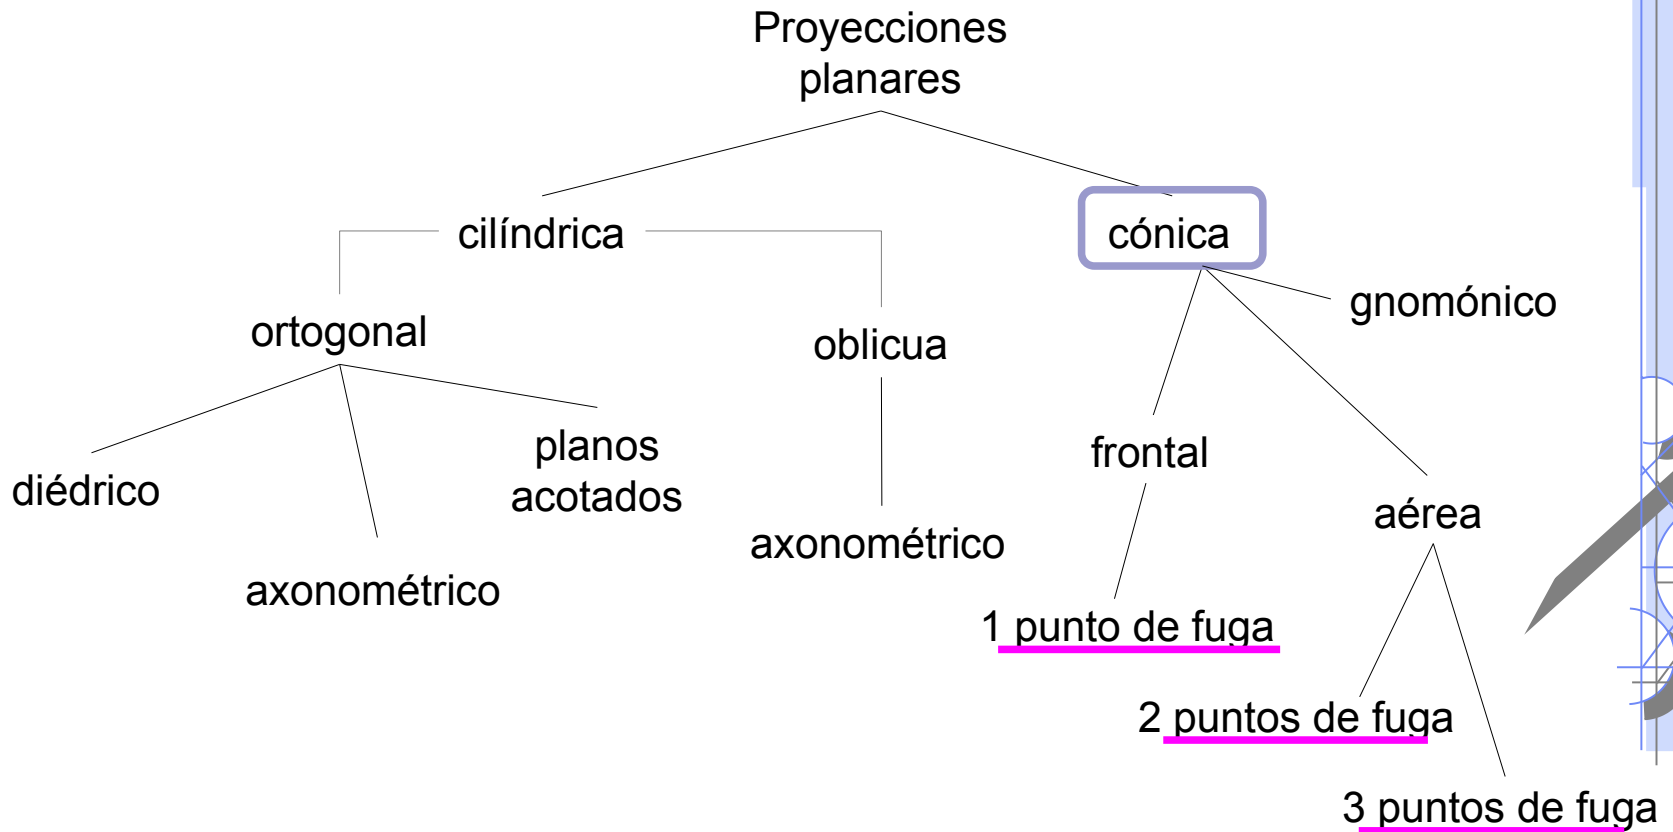 Proyecciones
planares
cilíndrica
cónica
gnomónico
ortogonal
oblicua
planos
acotados
frontal
diédrico
aérea
axonométrico
axonométrico
1 punto de fuga
2 puntos de fuga
3 puntos de fuga